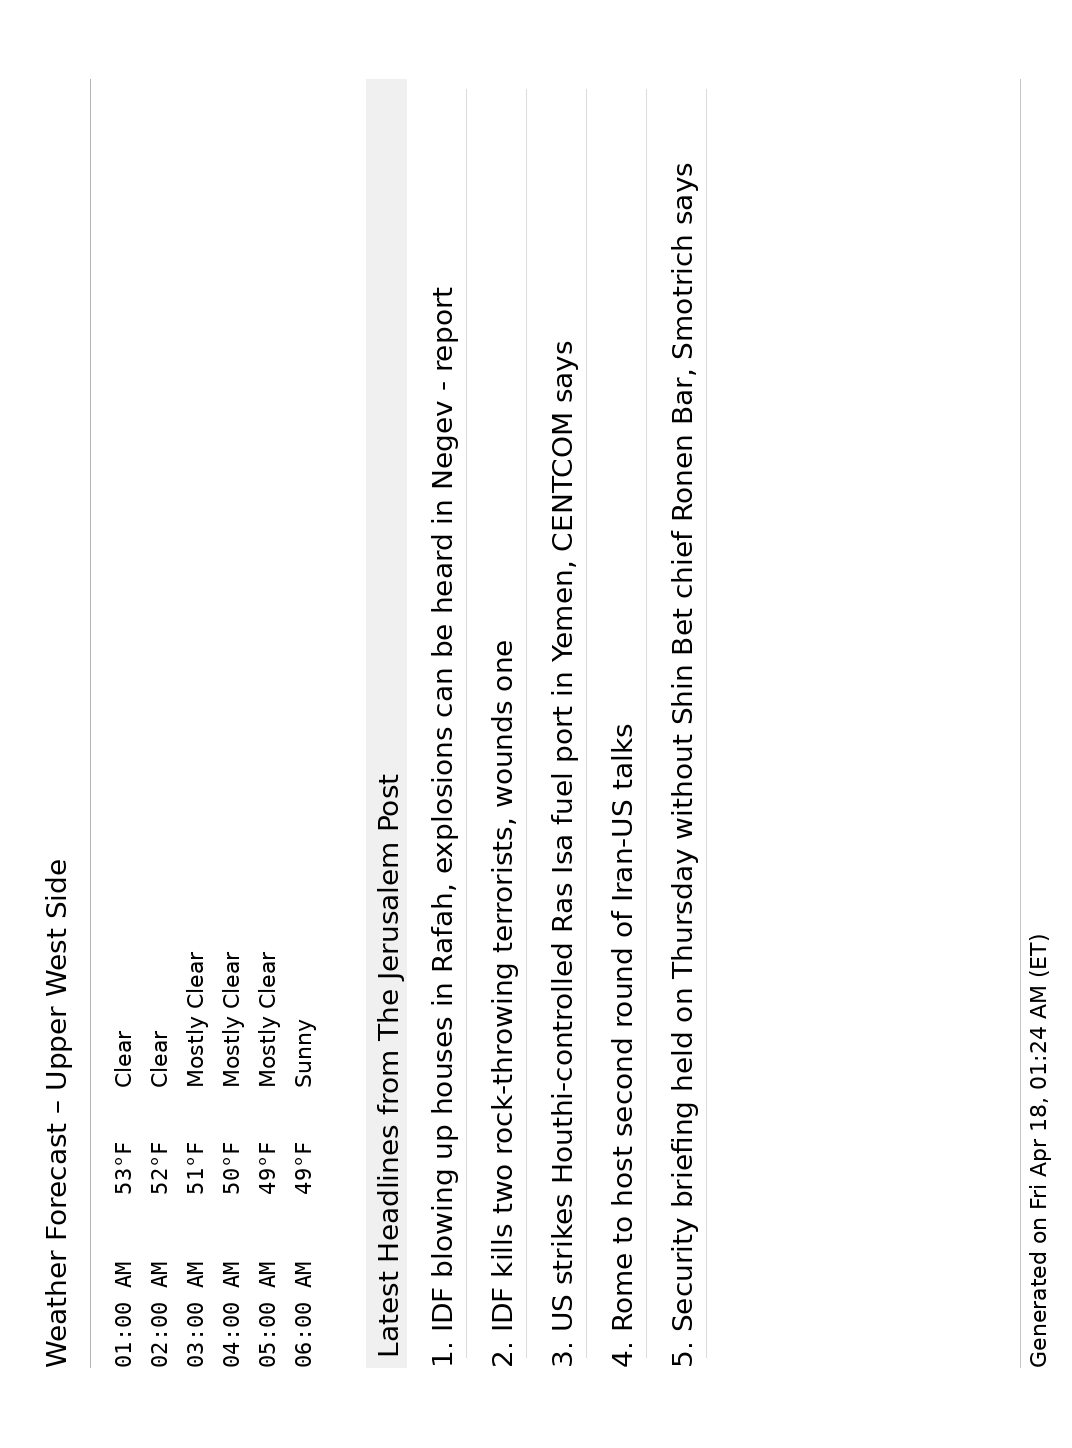 Weather Forecast – Upper West Side
01:00 AM 53°F Clear
02:00 AM 52°F Clear
03:00 AM 51°F Mostly Clear
04:00 AM 50°F Mostly Clear
05:00 AM 49°F Mostly Clear
06:00 AM 49°F Sunny
Latest Headlines from The Jerusalem Post
1. IDF blowing up houses in Rafah, explosions can be heard in Negev - report
2. IDF kills two rock-throwing terrorists, wounds one
3. US strikes Houthi-controlled Ras Isa fuel port in Yemen, CENTCOM says
4. Rome to host second round of Iran-US talks
5. Security briefing held on Thursday without Shin Bet chief Ronen Bar, Smotrich says
Generated on Fri Apr 18, 01:24 AM (ET)